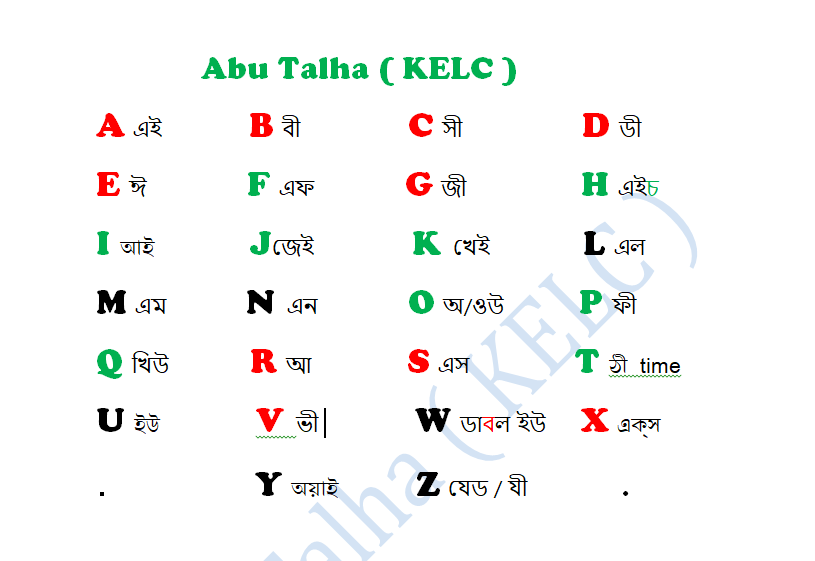 Abu Talha ( KELC )
A এই B বী C সী D ডী
E ঈ F এফ G জী H এইচ
I আই J জেই K খেই L এল
M এম N এন O অ/ওউ P ফী
Q খিউ R আ S এস T ঠী time
U ইউ V ভী W ডাবল ইউ X এক্স
. Y অয়াই Z যেড / যী .
Talha ( KELC )